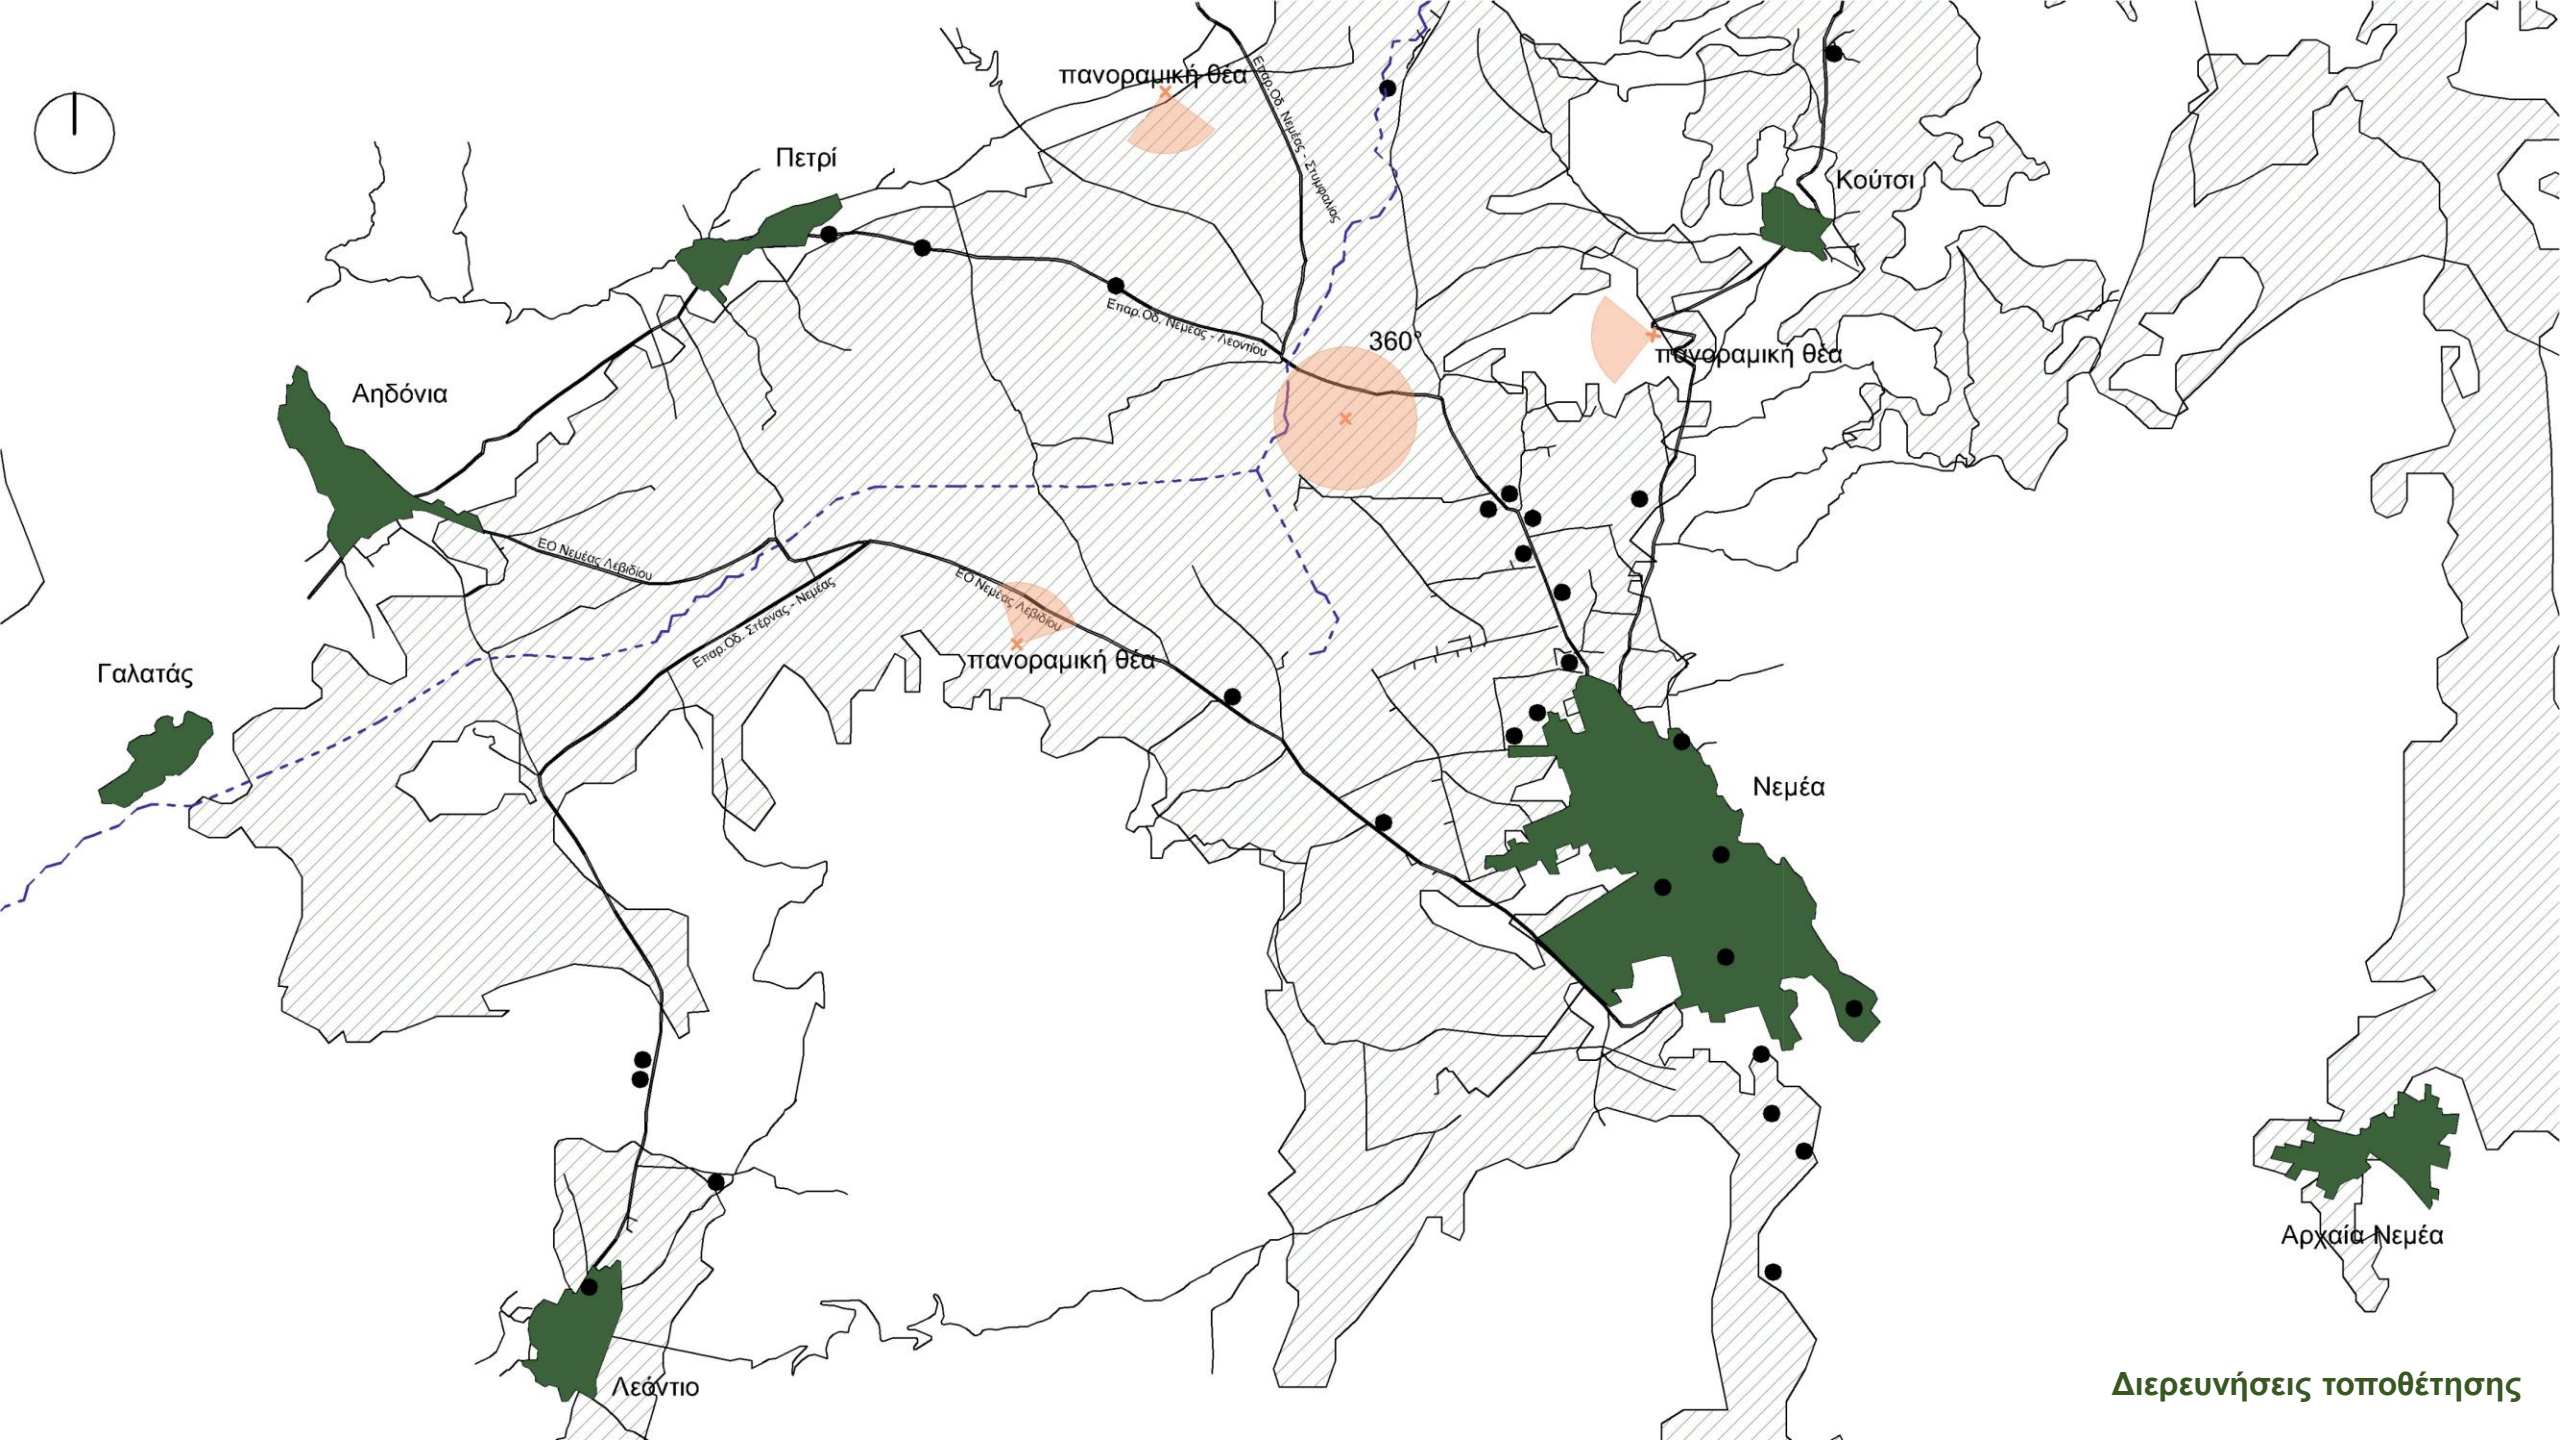 πανοραμική θέα
Επαρ.Οδ. Νεμέας - Στυμφαλίας
Πετρί
Κούτσι
Επαρ.Οδ. Νεμέας - Λεοντίου
360°
πανοραμική θέα
Αηδόνια
ΕΟ Νεμέας Λεβιδίου
ΕΟ Νεμέας Λεβιδίου
Επαρ.Οδ. Στέρνας - Νεμέας
πανοραμική θέα
Γαλατάς
Νεμέα
Αρχαία Νεμέα
Λεόντιο
Διερευνήσεις τοποθέτησης